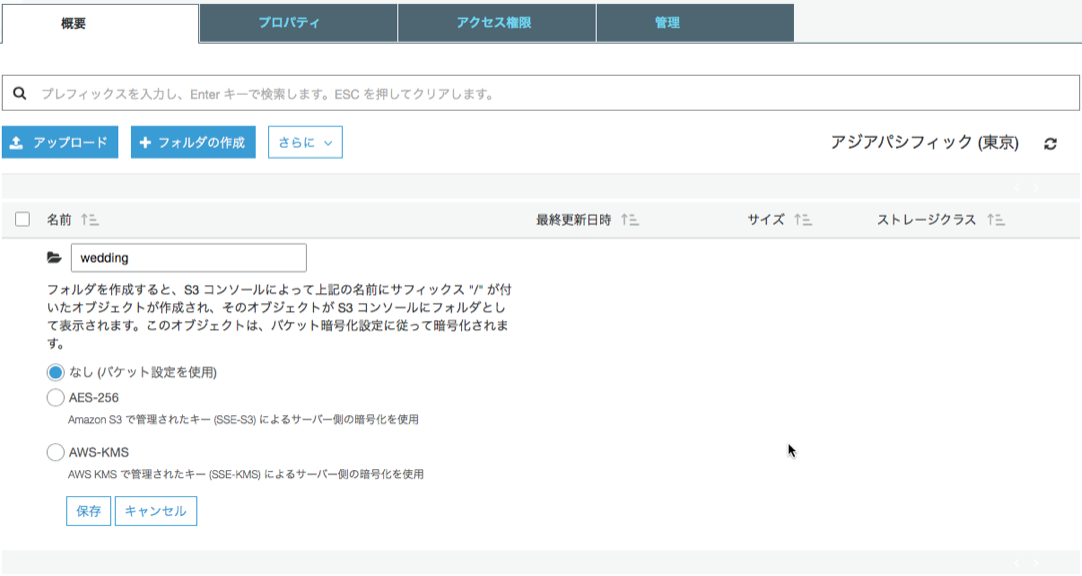 概要 プロパティ アクセス権限 管理
プレフィックスを入力し、Enter キーで検索します。ESC を押してクリアします。
アップロード フォルダの作成 さらに アジアパシフィック (東京)
名前 最終更新日時 サイズ ストレージクラス
wedding
フォルダを作成すると、S3 コンソールによって上記の名前にサフィックス "/" が付
いたオブジェクトが作成され、そのオブジェクトが S3 コンソールにフォルダとし
て表示されます。このオブジェクトは、バケット暗号化設定に従って暗号化されま
す。
なし (バケット設定を使用)
AES-256
Amazon S3 で管理されたキー (SSE-S3) によるサーバー側の暗号化を使用
AWS-KMS
AWS KMS で管理されたキー (SSE-KMS) によるサーバー側の暗号化を使用
保存 キャンセル